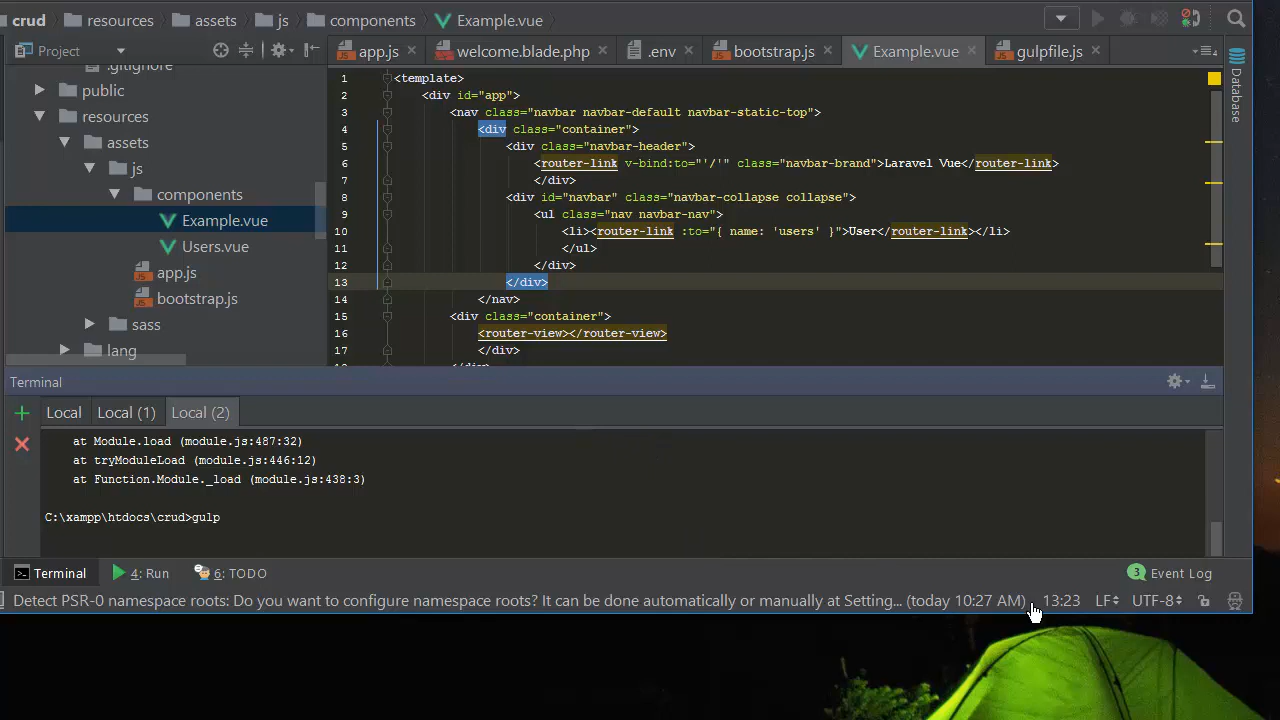 crud resources assets js components Example.vue
Project app.js welcome.blade.php .env bootstrap.js Example.vue gulpfile.js
.gitignore
public
resources
assets
js
components
Example.vue
Users.vue
app.js
bootstrap.js
sass
lang
1 <template>
2 <div id="app">
3 <nav class="navbar navbar-default navbar-static-top">
4 <div class="container">
5 <div class="navbar-header">
6 <router-link v-bind:to="'/'" class="navbar-brand">Laravel Vue</router-link>
7 </div>
8 <div id="navbar" class="navbar-collapse collapse">
9 <ul class="nav navbar-nav">
10 <li><router-link :to="{ name: 'users' }">User</router-link></li>
11 </ul>
12 </div>
13 </div>
14 </nav>
15 <div class="container">
16 <router-view></router-view>
17 </div>
18 </div>
Database
Terminal
Local Local (1) Local (2)
at Module.load (module.js:487:32)
at tryModuleLoad (module.js:446:12)
at Function.Module._load (module.js:438:3)
C:\xampp\htdocs\crud>gulp
Terminal 4: Run 6: TODO 3 Event Log
Detect PSR-0 namespace roots: Do you want to configure namespace roots? It can be done automatically or manually at Setting... (today 10:27 AM) 13:23 LF UTF-8